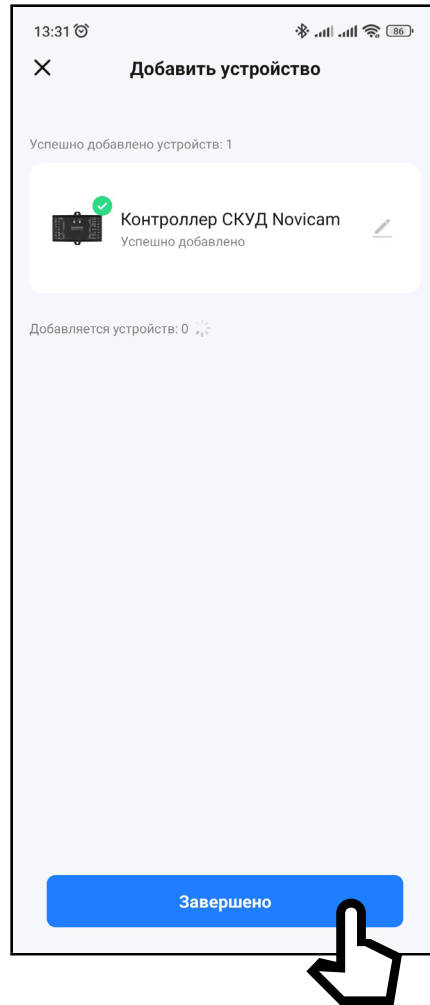 13:31
86
Добавить устройство
Успешно добавлено устройств: 1
Контроллер СКУД Novicam
Успешно добавлено
Добавляется устройств: 0
Завершено